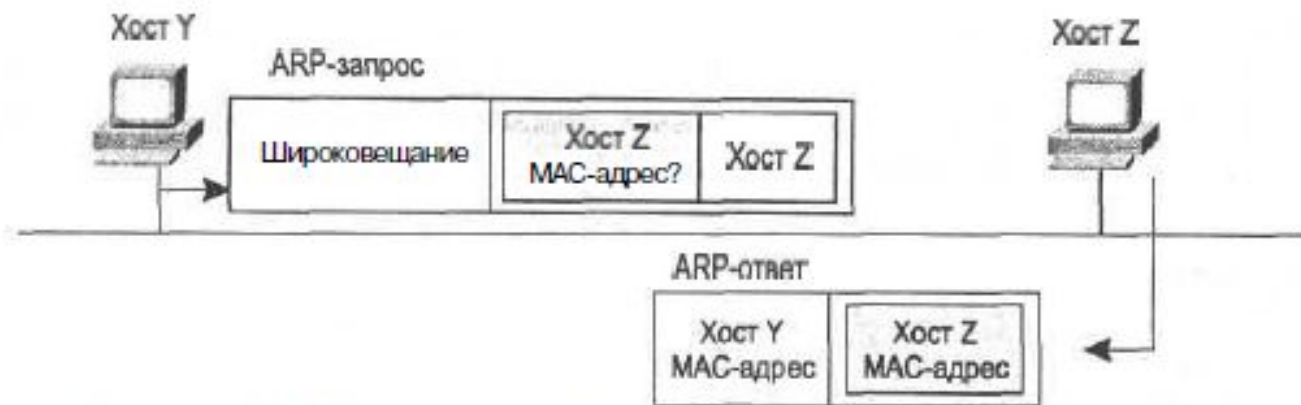 Хост Y
Хост Z
ARP-запрос
Широковещание
Хост Z
MAC-адрес?
Хост Z
ARP-ответ
Хост Y
MAC-адрес
Хост Z
MAC-адрес